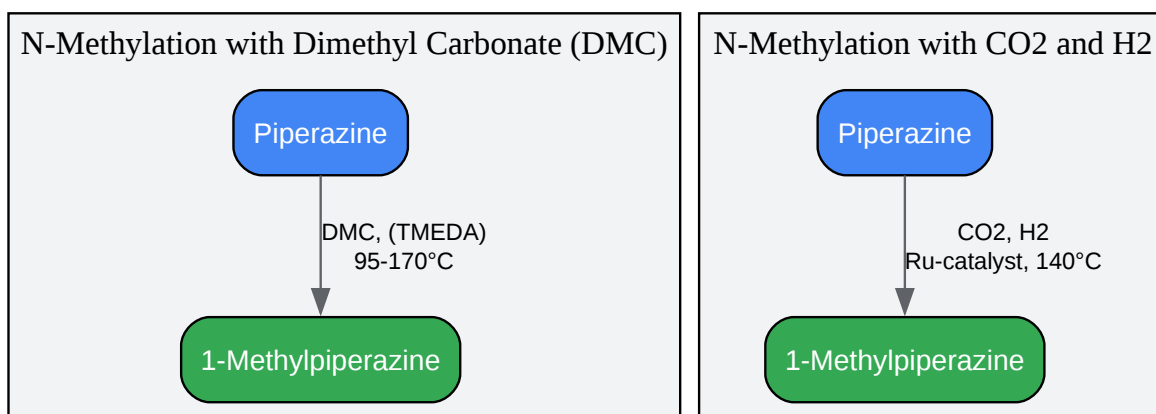 N-Methylation with Dimethyl Carbonate (DMC)
Piperazine
DMC, (TMEDA)
95-170°C
1-Methylpiperazine
N-Methylation with CO2 and H2
Piperazine
CO2, H2
Ru-catalyst, 140°C
1-Methylpiperazine